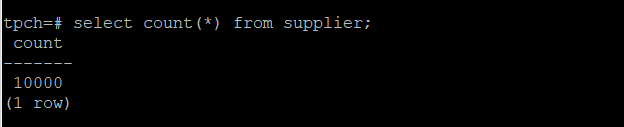 tpch=# select count(*) from supplier;
 count
-------
 10000
(1 row)